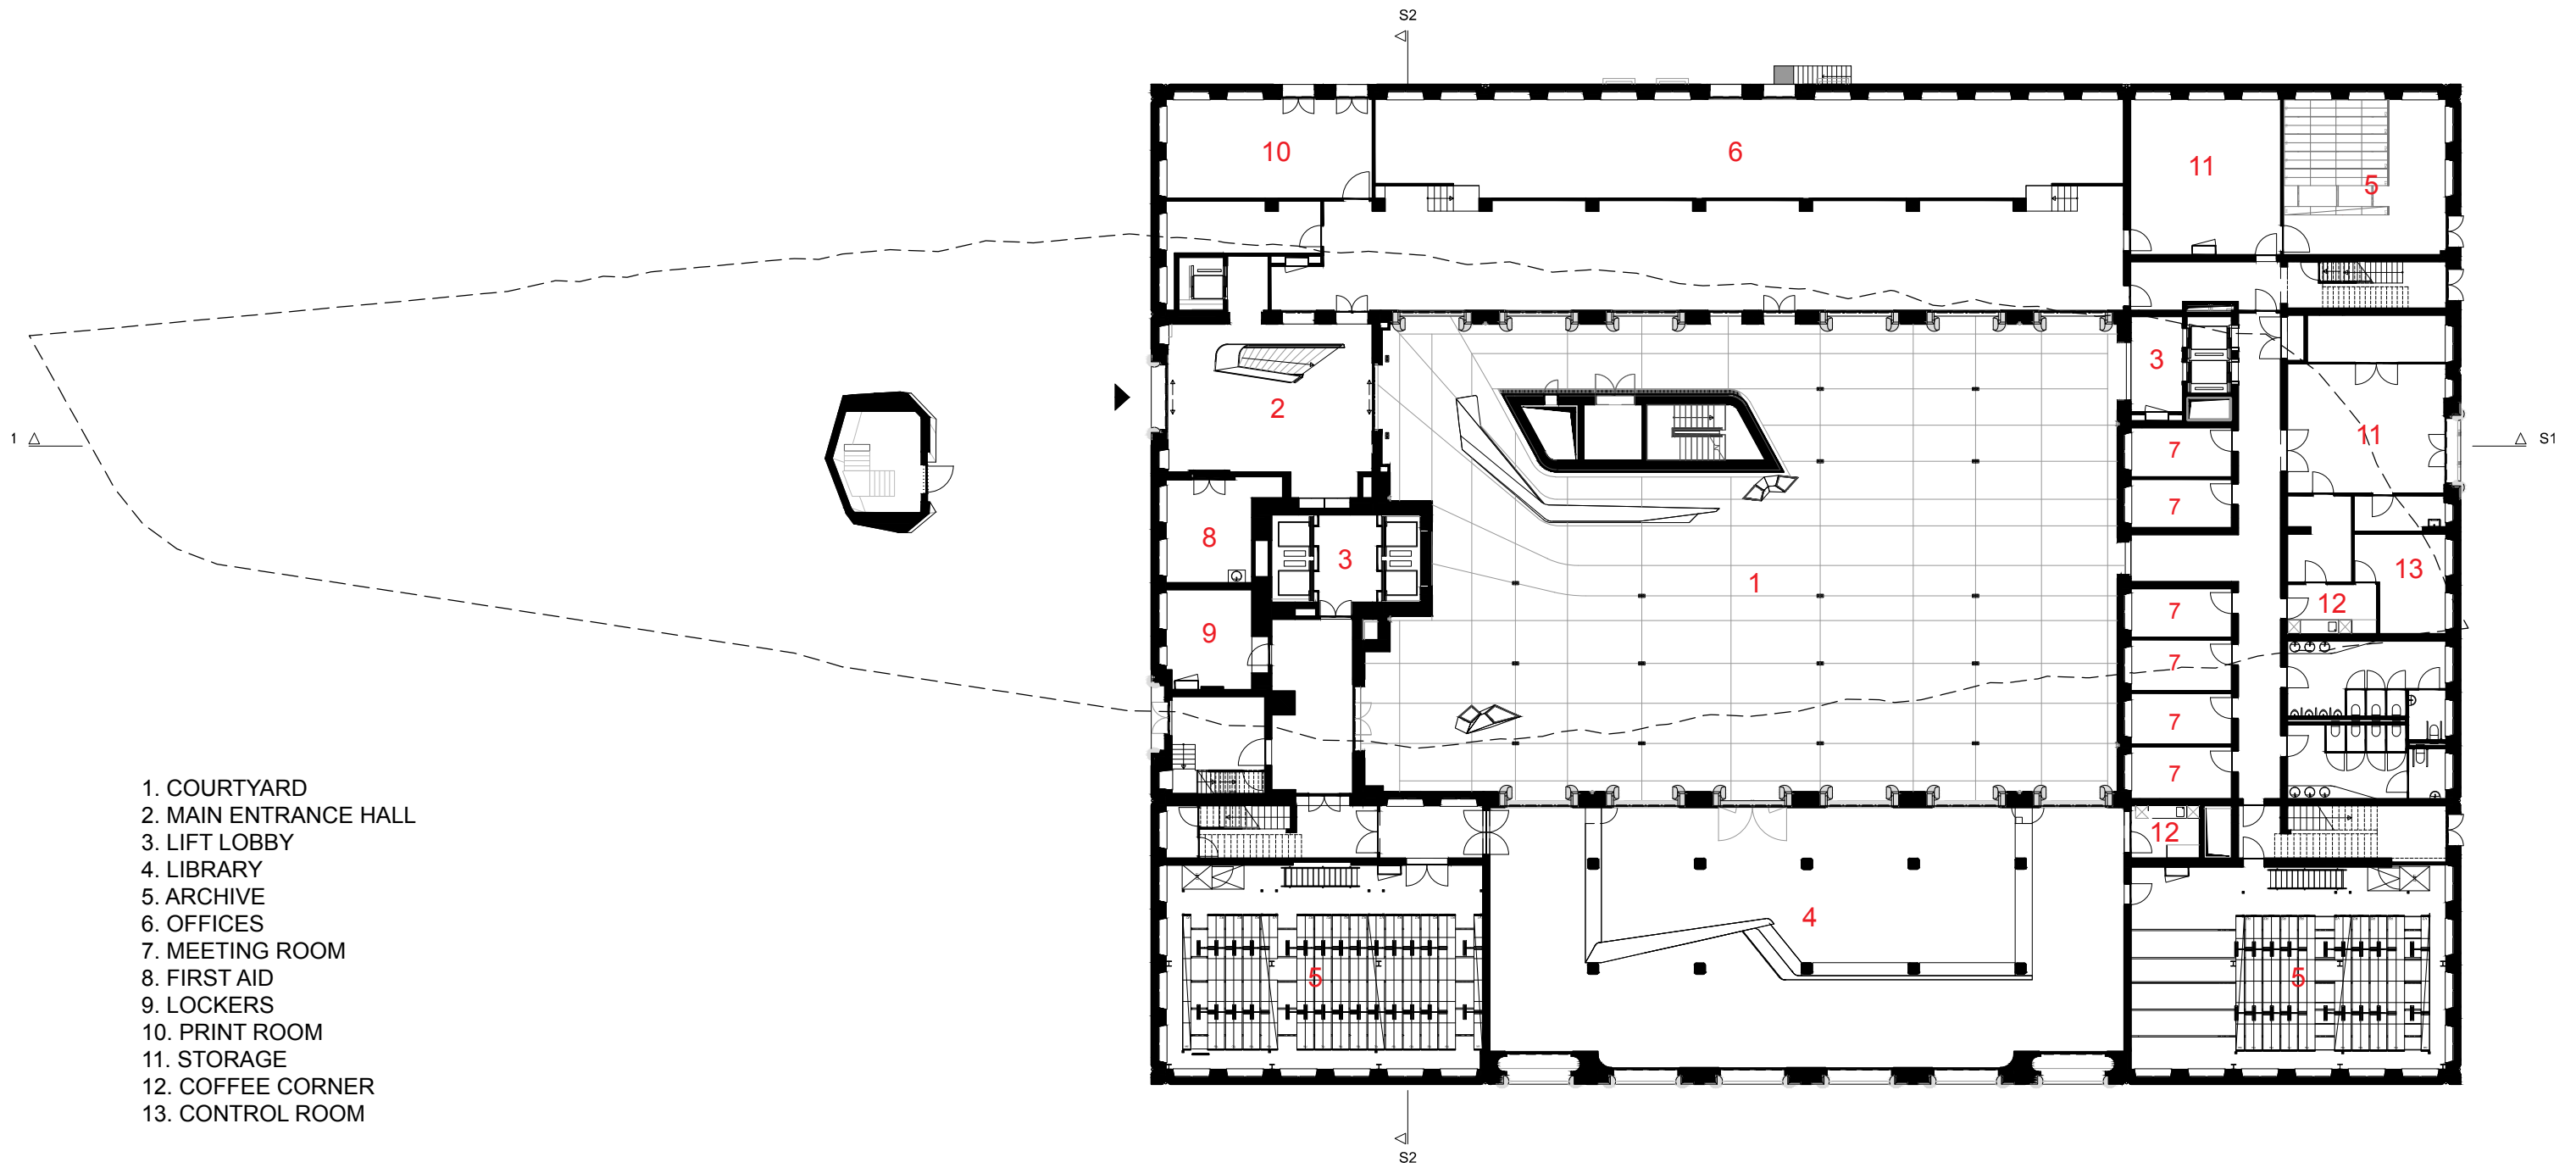 S2
10
6
11
5
3
2
1
S1
11
7
7
8
3
1
13
12
7
9
7
7
7
12
4
5
5
1. COURTYARD
2. MAIN ENTRANCE HALL
3. LIFT LOBBY
4. LIBRARY
5. ARCHIVE
6. OFFICES
7. MEETING ROOM
8. FIRST AID
9. LOCKERS
10. PRINT ROOM
11. STORAGE
12. COFFEE CORNER
13. CONTROL ROOM
S2